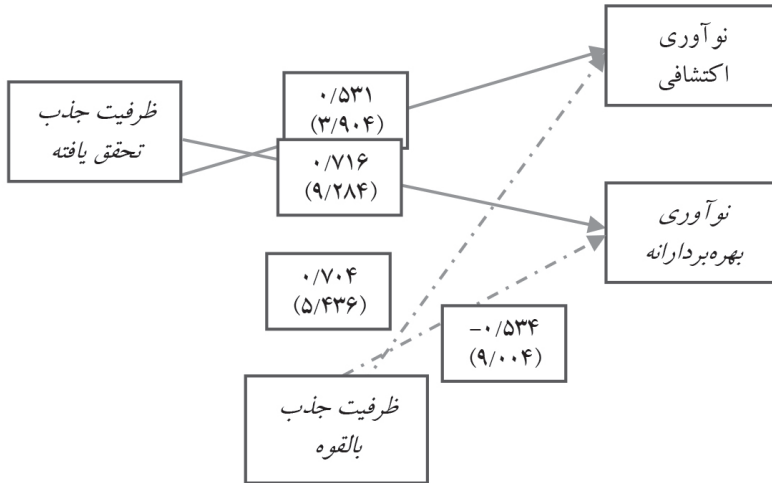 نوآوری
اکتشافی
۰/۵۳۱
(۳/۹۰۴)
ظرفیت جذب
تحقق یافته
۰/۷۱۶
(۹/۲۸۴)
نوآوری
بهره‌بردارانه
۰/۷۰۴
(۵/۴۳۶)
-۰/۵۳۴
(۹/۰۰۴)
ظرفیت جذب
بالقوه